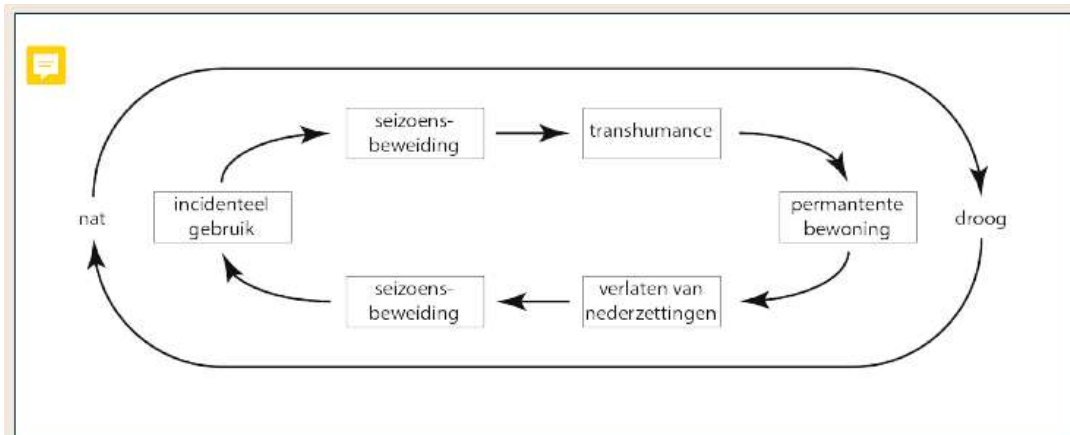 seizoens-
beweiding
transhumance
nat
incidenteel
gebruik
permantente
bewoning
droog
seizoens-
beweiding
verlaten van
nederzettingen